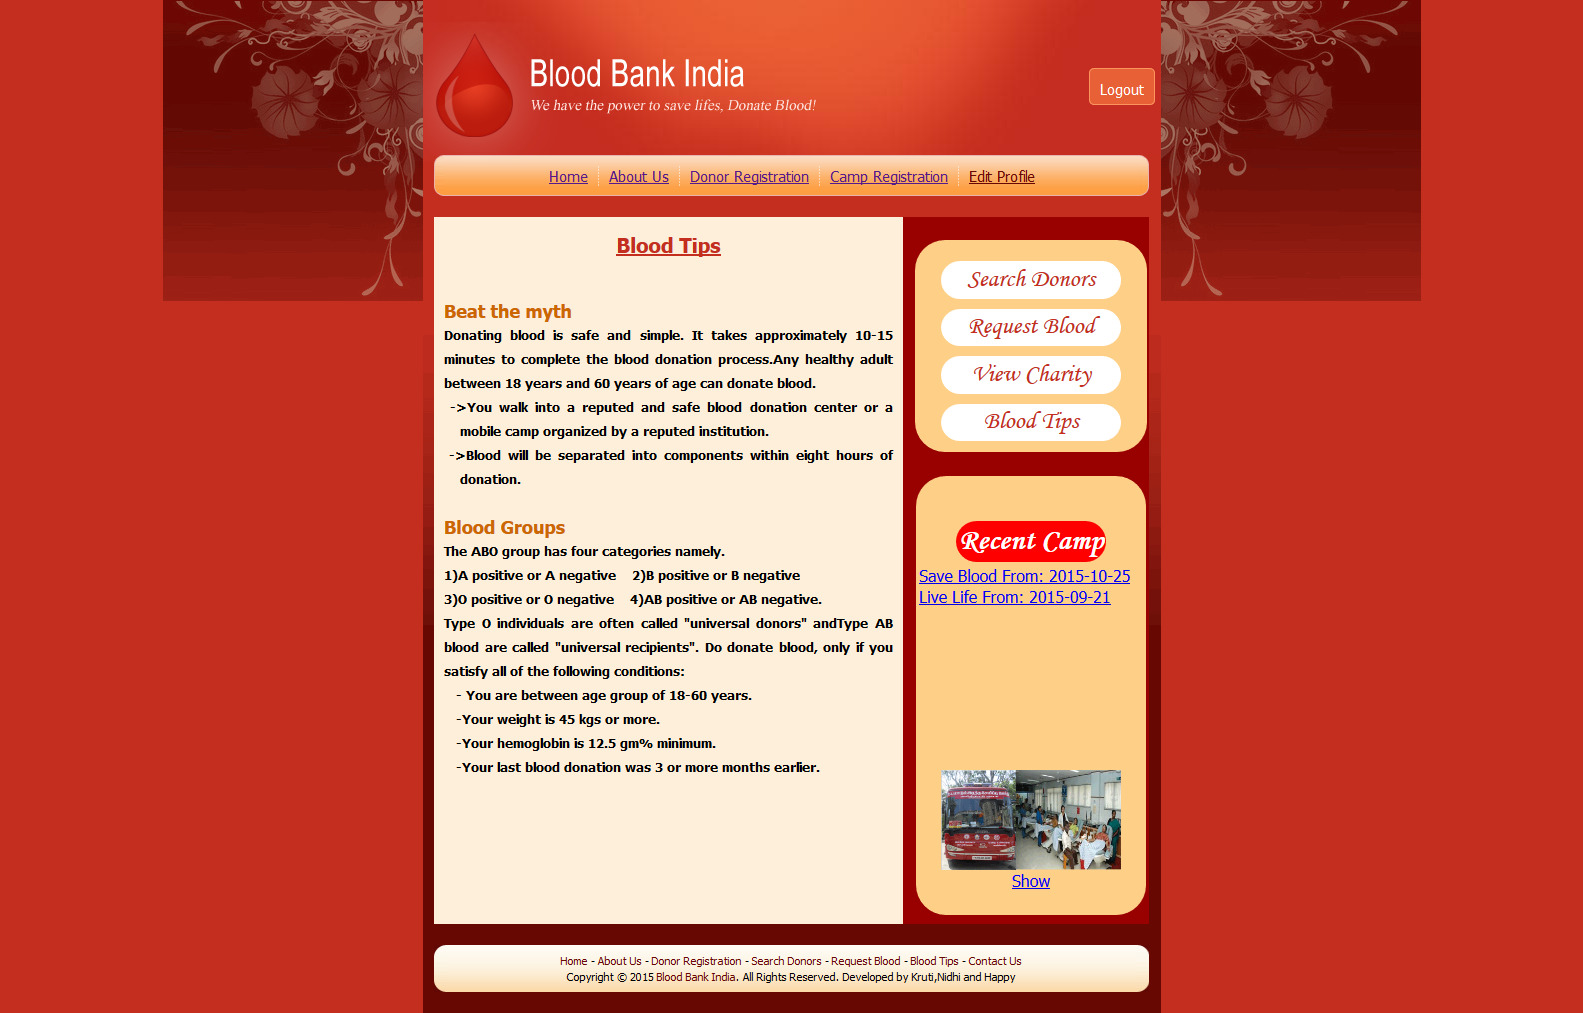 Blood Bank India
We have the power to save lifes, Donate Blood!
Logout
Home
About Us
Donor Registration
Camp Registration
Edit Profile
Blood Tips
Beat the myth
Donating blood is safe and simple. It takes approximately 10-15
minutes to complete the blood donation process.Any healthy adult
between 18 years and 60 years of age can donate blood.
->You walk into a reputed and safe blood donation center or a
mobile camp organized by a reputed institution.
->Blood will be separated into components within eight hours of
donation.
Blood Groups
The ABO group has four categories namely.
1)A positive or A negative 2)B positive or B negative
3)O positive or O negative 4)AB positive or AB negative.
Type O individuals are often called "universal donors" andType AB
blood are called "universal recipients". Do donate blood, only if you
satisfy all of the following conditions:
- You are between age group of 18-60 years.
-Your weight is 45 kgs or more.
-Your hemoglobin is 12.5 gm% minimum.
-Your last blood donation was 3 or more months earlier.
Search Donors
Request Blood
View Charity
Blood Tips
Recent Camp
Save Blood From: 2015-10-25
Live Life From: 2015-09-21
Show
Home - About Us - Donor Registration - Search Donors - Request Blood - Blood Tips - Contact Us
Copyright © 2015 Blood Bank India. All Rights Reserved. Developed by Kruti,Nidhi and Happy